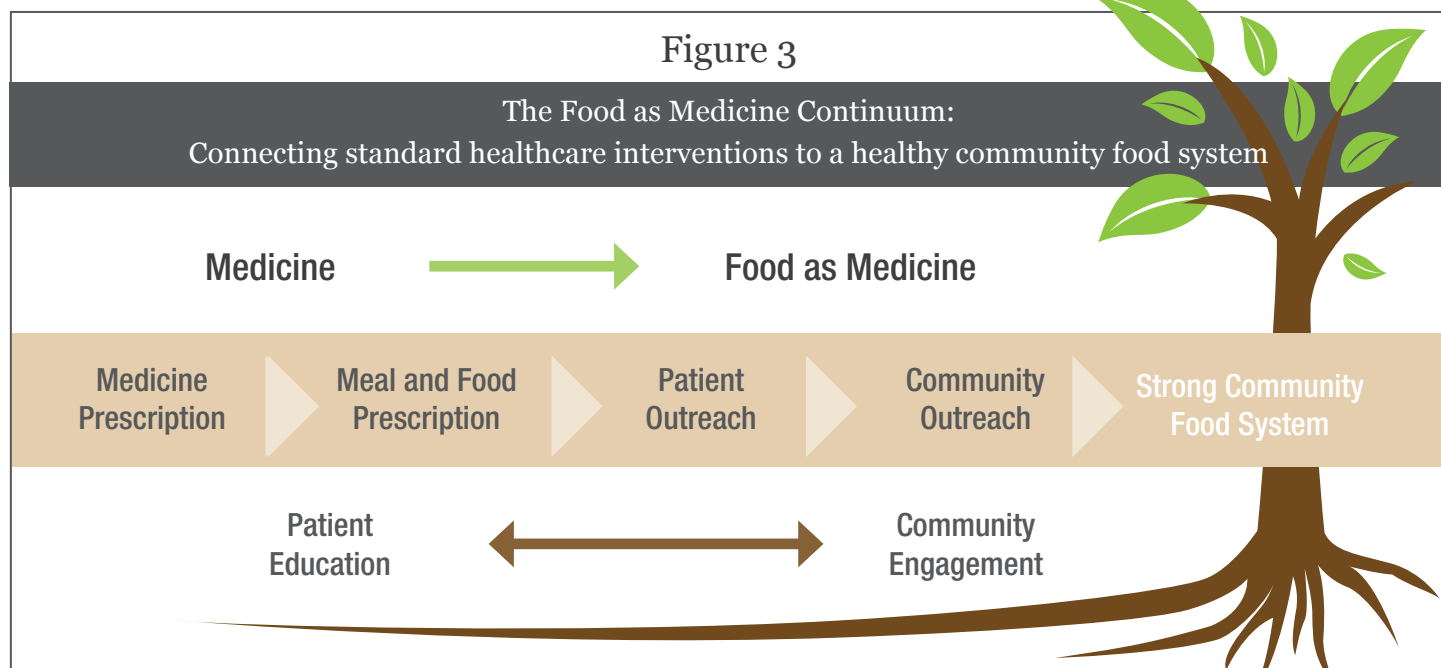 Figure 3
The Food as Medicine Continuum:
Connecting standard healthcare interventions to a healthy community food system
Medicine
Food as Medicine
Medicine
Prescription
Meal and Food
Prescription
Patient
Outreach
Community
Outreach
Strong Community
Food System
Patient
Education
Community
Engagement